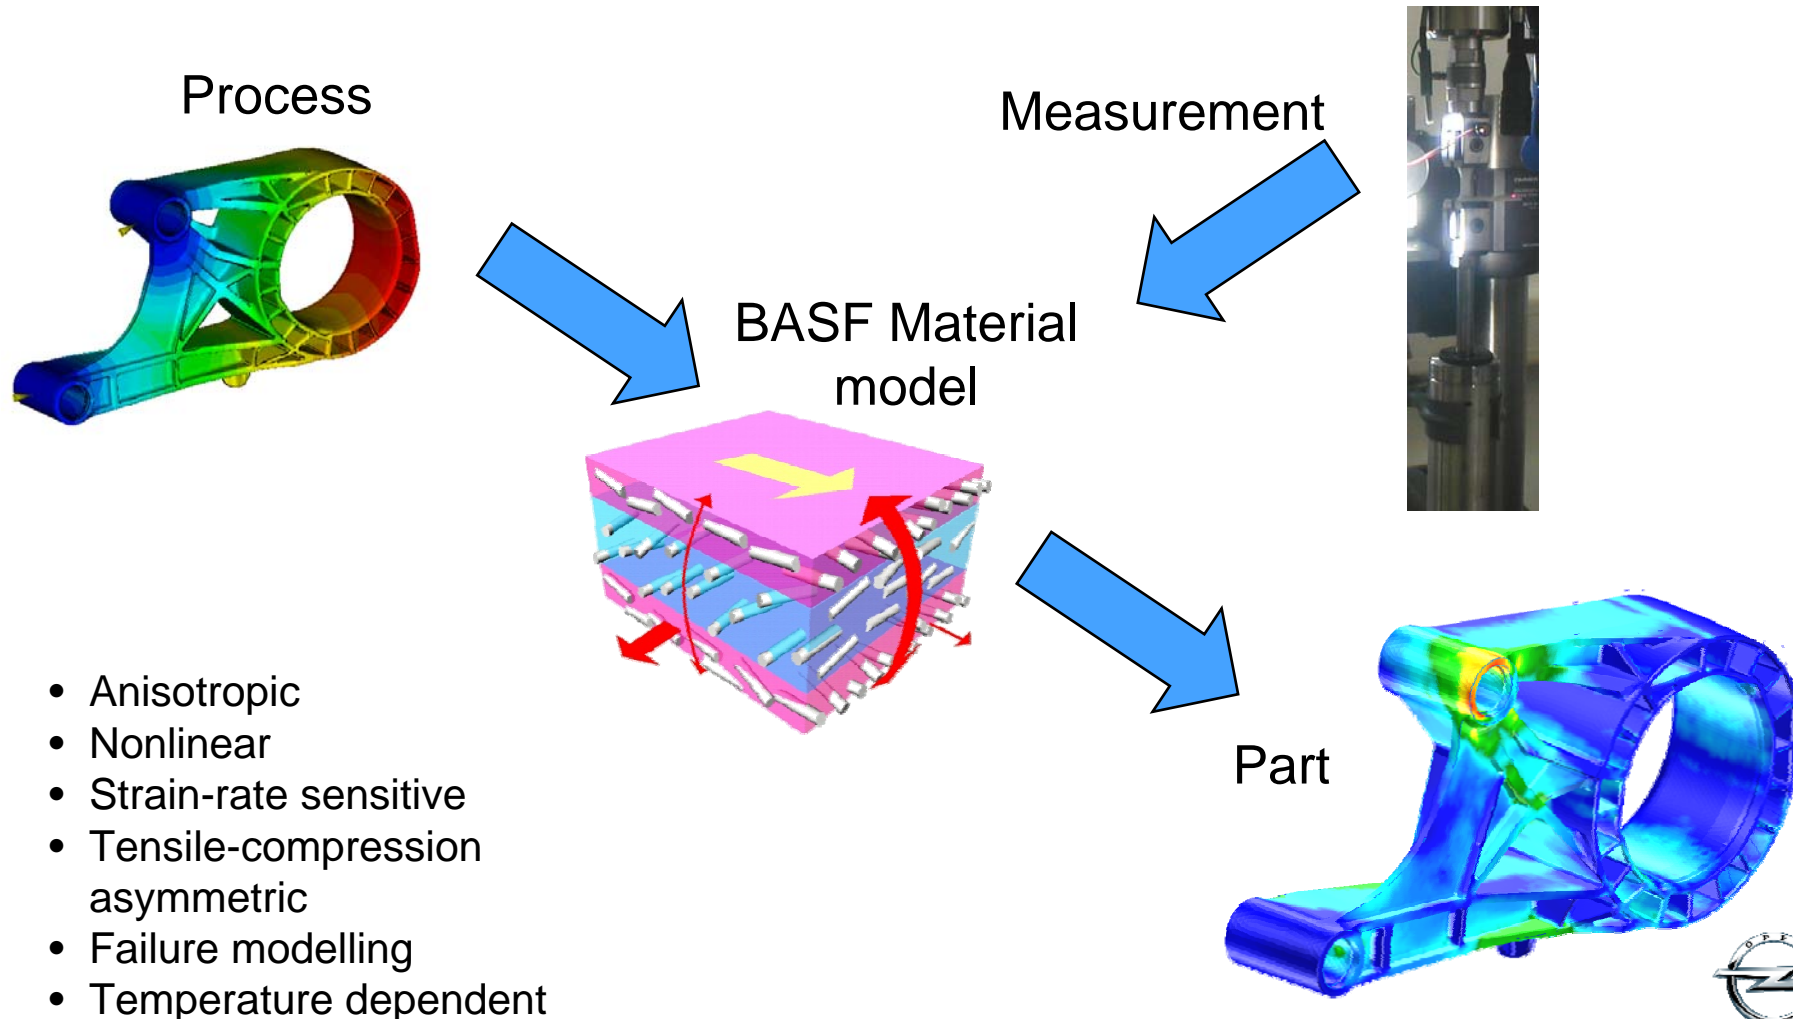 Process
Measurement
BASF Material
model
• Anisotropic
• Nonlinear
• Strain-rate sensitive
• Tensile-compression
asymmetric
• Failure modelling
• Temperature dependent
Part